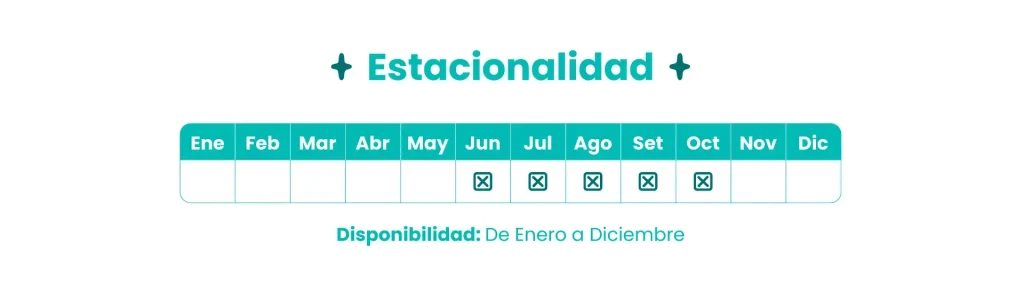 Estacionalidad
Ene Feb Mar Abr May Jun Jul Ago Set Oct Nov Dic
Disponibilidad: De Enero a Diciembre